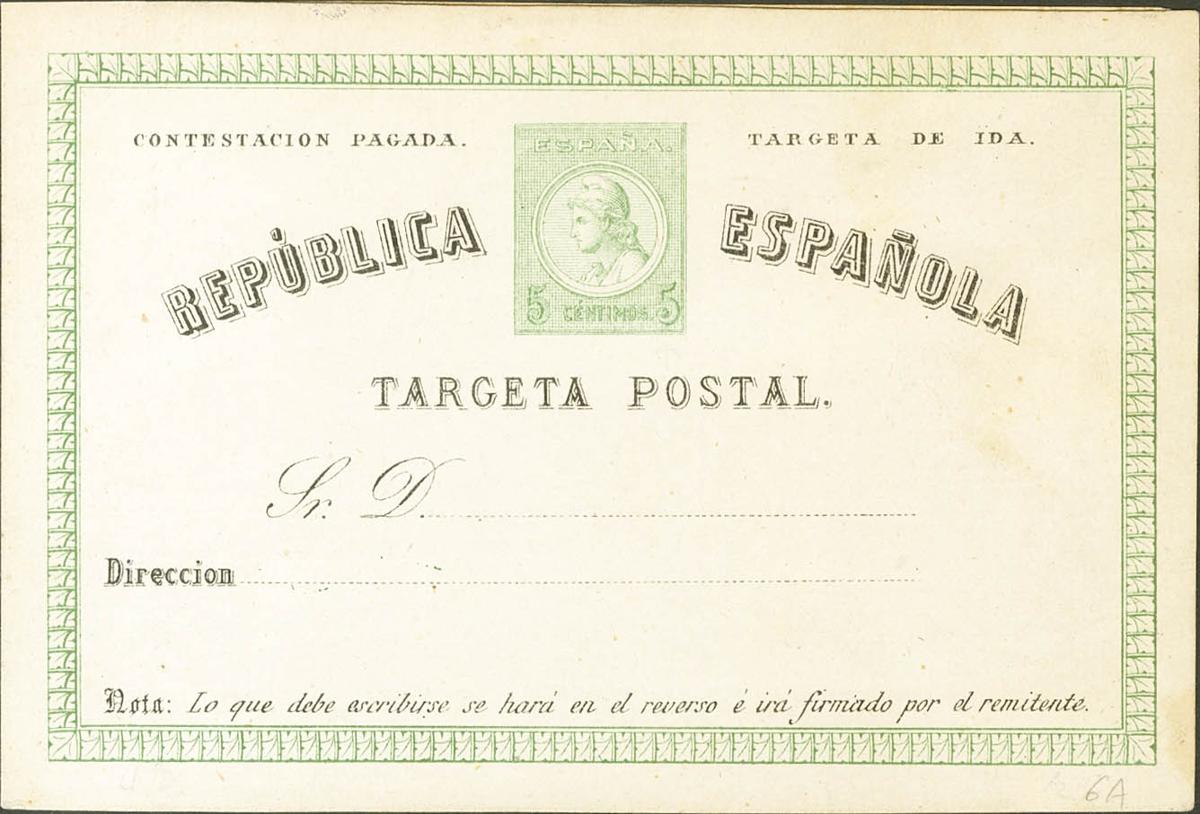 CONTESTACION PAGADA.
TARGETA DE IDA.
ESPAÑA.
5 CÉNTIMOS. 5
REPÚBLICA ESPAÑOLA
TARGETA POSTAL.
Sr. D.
Direccion
Nota: Lo que debe escribirse se hará en el reverso é irá firmado por el remitente.
6A